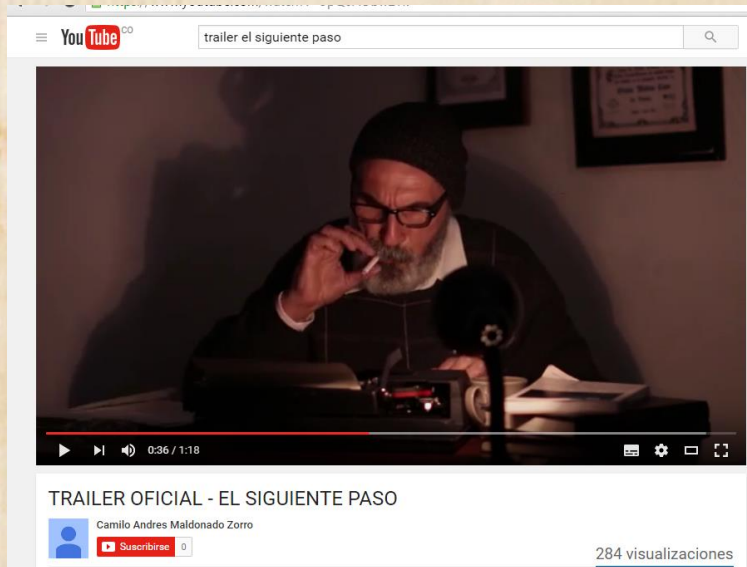 You Tube CO
trailer el siguiente paso
0:36 / 1:18
TRAILER OFICIAL - EL SIGUIENTE PASO
Camilo Andres Maldonado Zorro
Suscribirse 0
284 visualizaciones